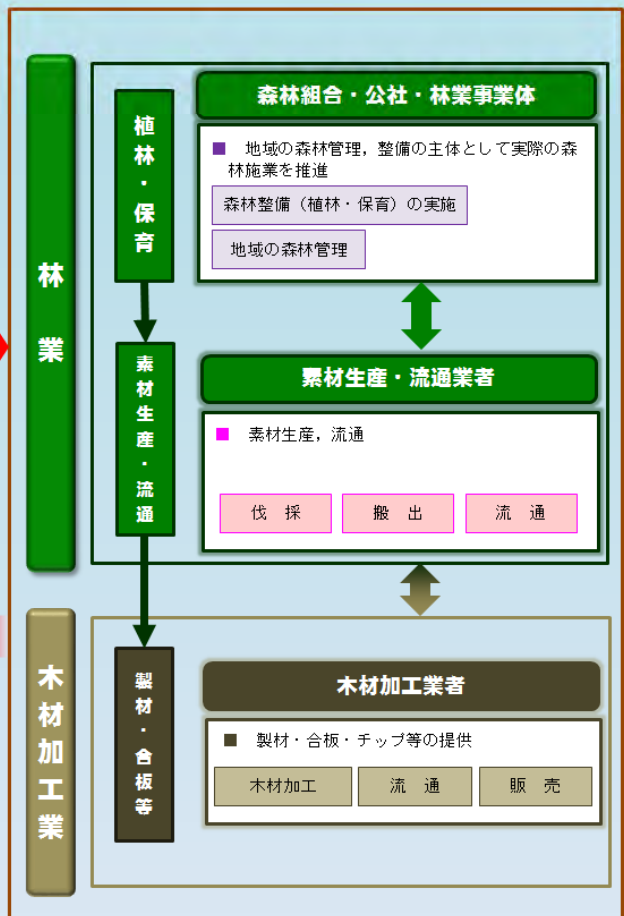 林業
植林・保育
森林組合・公社・林業事業体
■ 地域の森林管理，整備の主体として実際の森
林施業を推進
森林整備（植林・保育）の実施
地域の森林管理
素材生産・流通
素材生産・流通業者
■ 素材生産，流通
伐 採
搬 出
流 通
木材加工業
製材・合板等
木材加工業者
■ 製材・合板・チップ等の提供
木材加工
流 通
販 売